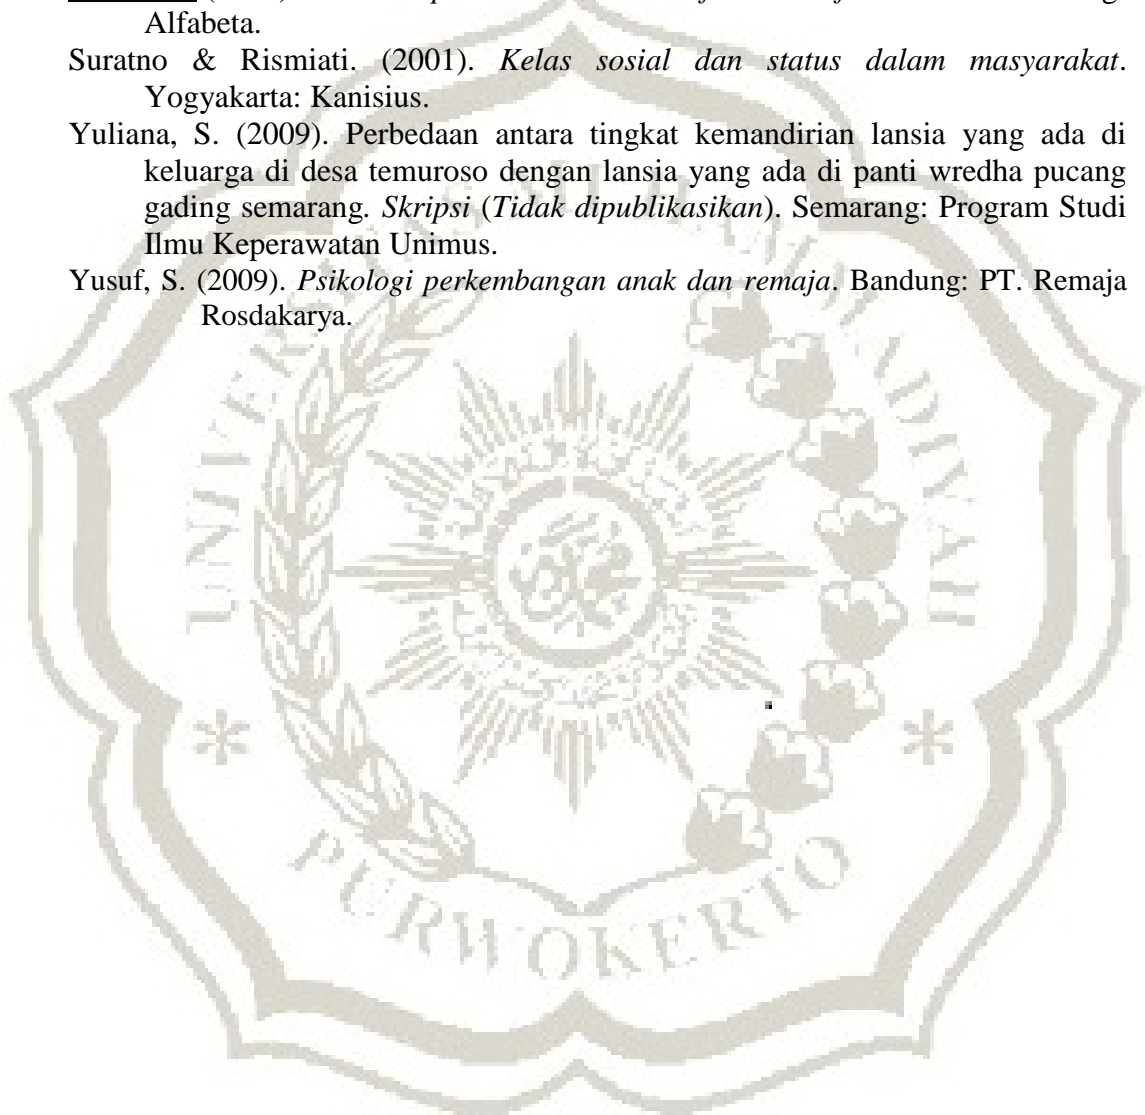 Alfabeta.
Suratno & Rismiati. (2001). Kelas sosial dan status dalam masyarakat.
Yogyakarta: Kanisius.
Yuliana, S. (2009). Perbedaan antara tingkat kemandirian lansia yang ada di
keluarga di desa temuroso dengan lansia yang ada di panti wredha pucang
gading semarang. Skripsi (Tidak dipublikasikan). Semarang: Program Studi
Ilmu Keperawatan Unimus.
Yusuf, S. (2009). Psikologi perkembangan anak dan remaja. Bandung: PT. Remaja
Rosdakarya.
UNIVERSITAS MUHAMMADIYAH
PURWOKERTO